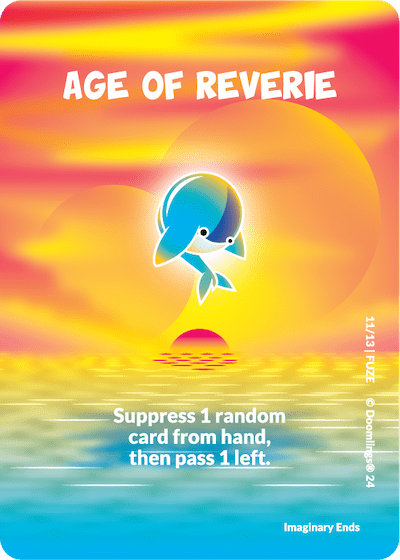 AGE OF REVERIE
Suppress 1 random
card from hand,
then pass 1 left.
11/13 | FUZE © Doomlings® 24
Imaginary Ends